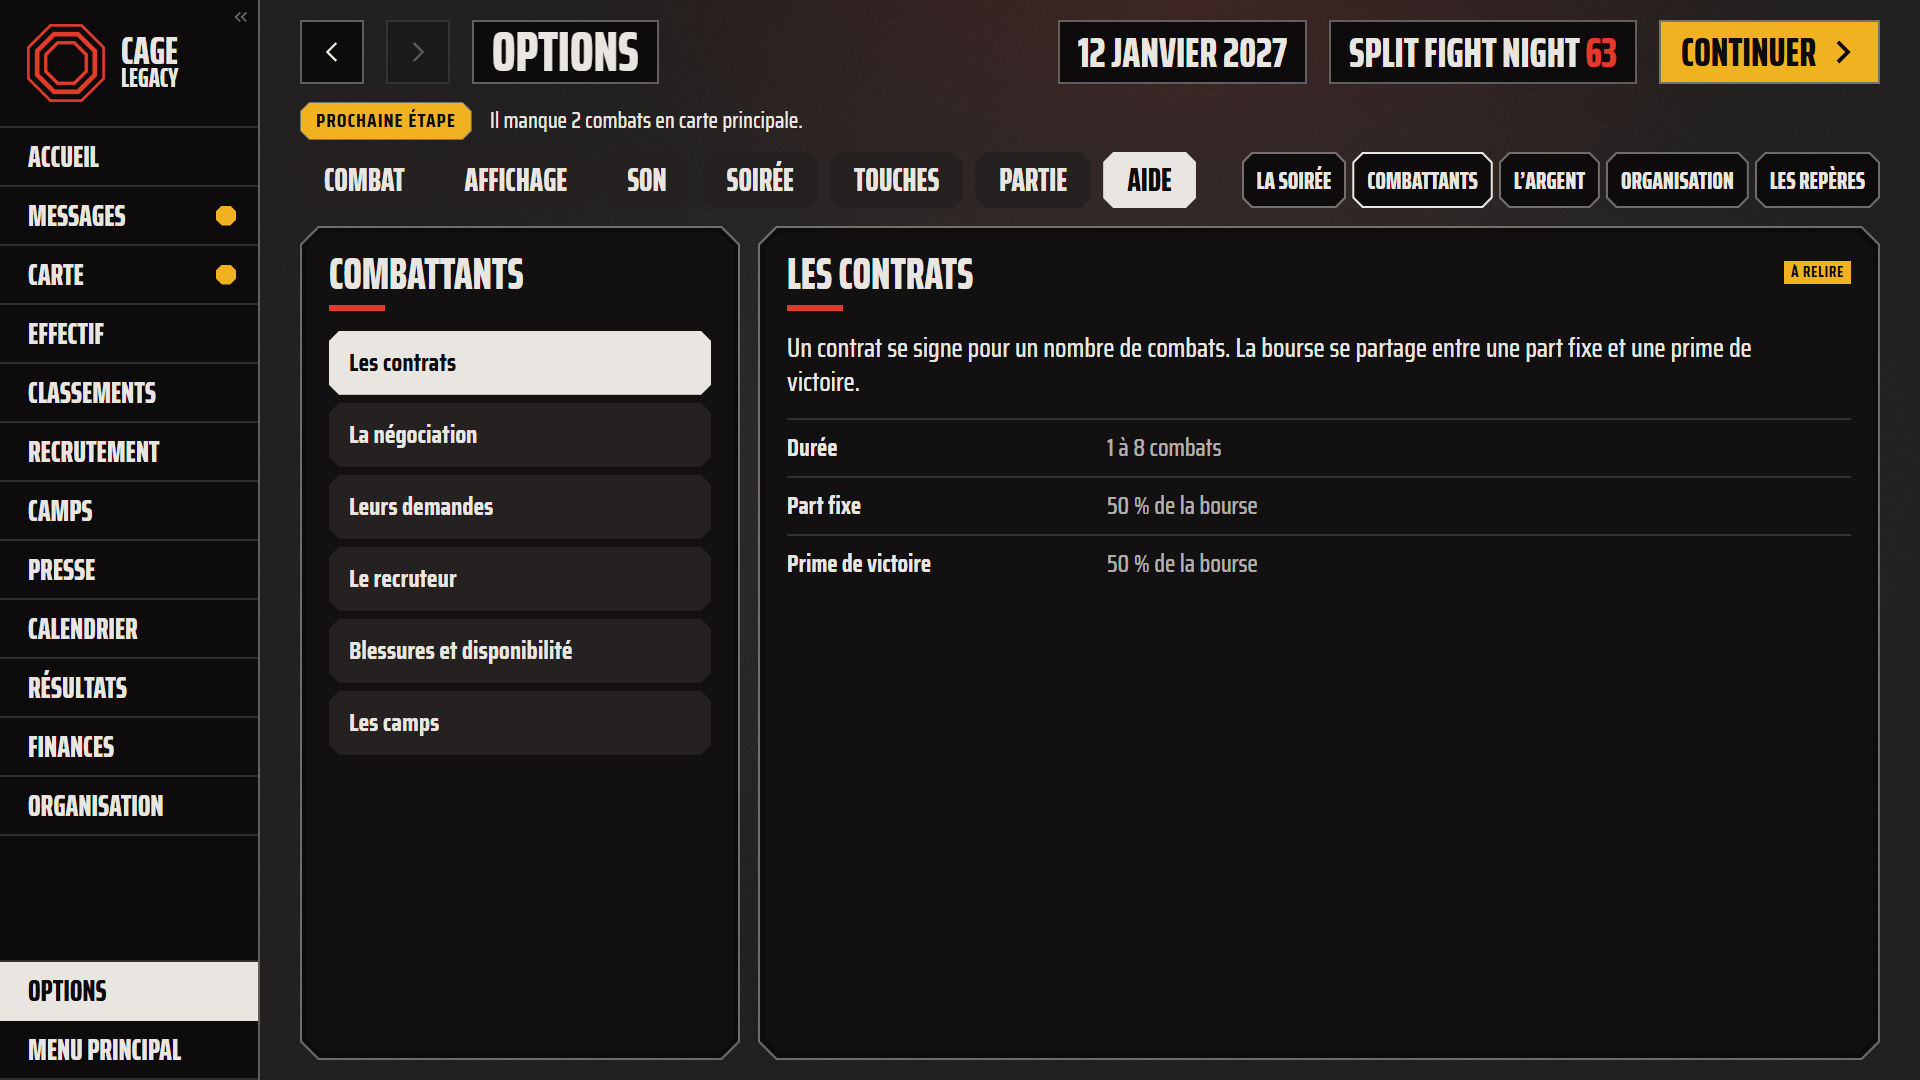 CAGE
LEGACY
ACCUEIL
MESSAGES
CARTE
EFFECTIF
CLASSEMENTS
RECRUTEMENT
CAMPS
PRESSE
CALENDRIER
RÉSULTATS
FINANCES
ORGANISATION
OPTIONS
MENU PRINCIPAL
OPTIONS
12 JANVIER 2027
SPLIT FIGHT NIGHT 63
CONTINUER
PROCHAINE ÉTAPE
Il manque 2 combats en carte principale.
COMBAT
AFFICHAGE
SON
SOIRÉE
TOUCHES
PARTIE
AIDE
LA SOIRÉE
COMBATTANTS
L'ARGENT
ORGANISATION
LES REPÈRES
COMBATTANTS
Les contrats
La négociation
Leurs demandes
Le recruteur
Blessures et disponibilité
Les camps
LES CONTRATS
À RELIRE
Un contrat se signe pour un nombre de combats. La bourse se partage entre une part fixe et une prime de
victoire.
Durée 1 à 8 combats
Part fixe 50 % de la bourse
Prime de victoire 50 % de la bourse